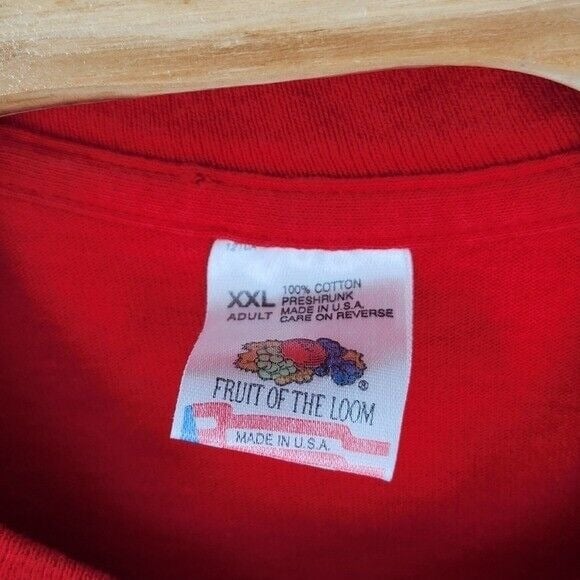 XXL
ADULT
100% COTTON
PRESHRUNK
MADE IN U.S.A.
CARE ON REVERSE
®
FRUIT OF THE LOOM
MADE IN U.S.A.